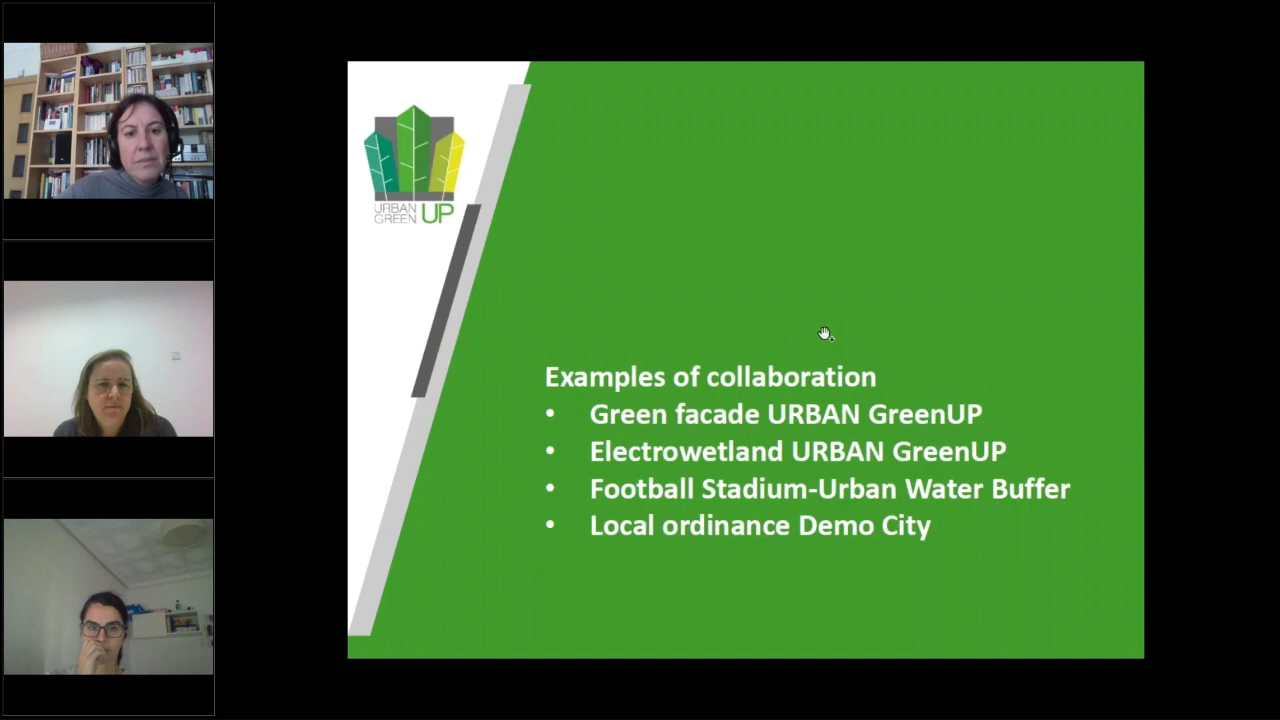 URBAN
GREEN UP
Examples of collaboration
• Green facade URBAN GreenUP
• Electrowetland URBAN GreenUP
• Football Stadium-Urban Water Buffer
• Local ordinance Demo City